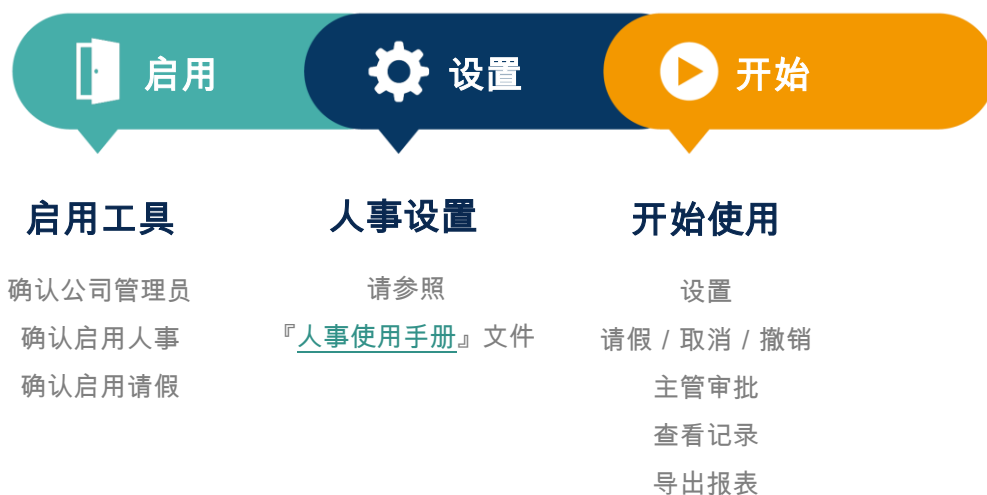 启用
设置
开始
启用工具
确认公司管理员
确认启用人事
确认启用请假
人事设置
请参照
『人事使用手册』文件
开始使用
设置
请假 / 取消 / 撤销
主管审批
查看记录
导出报表